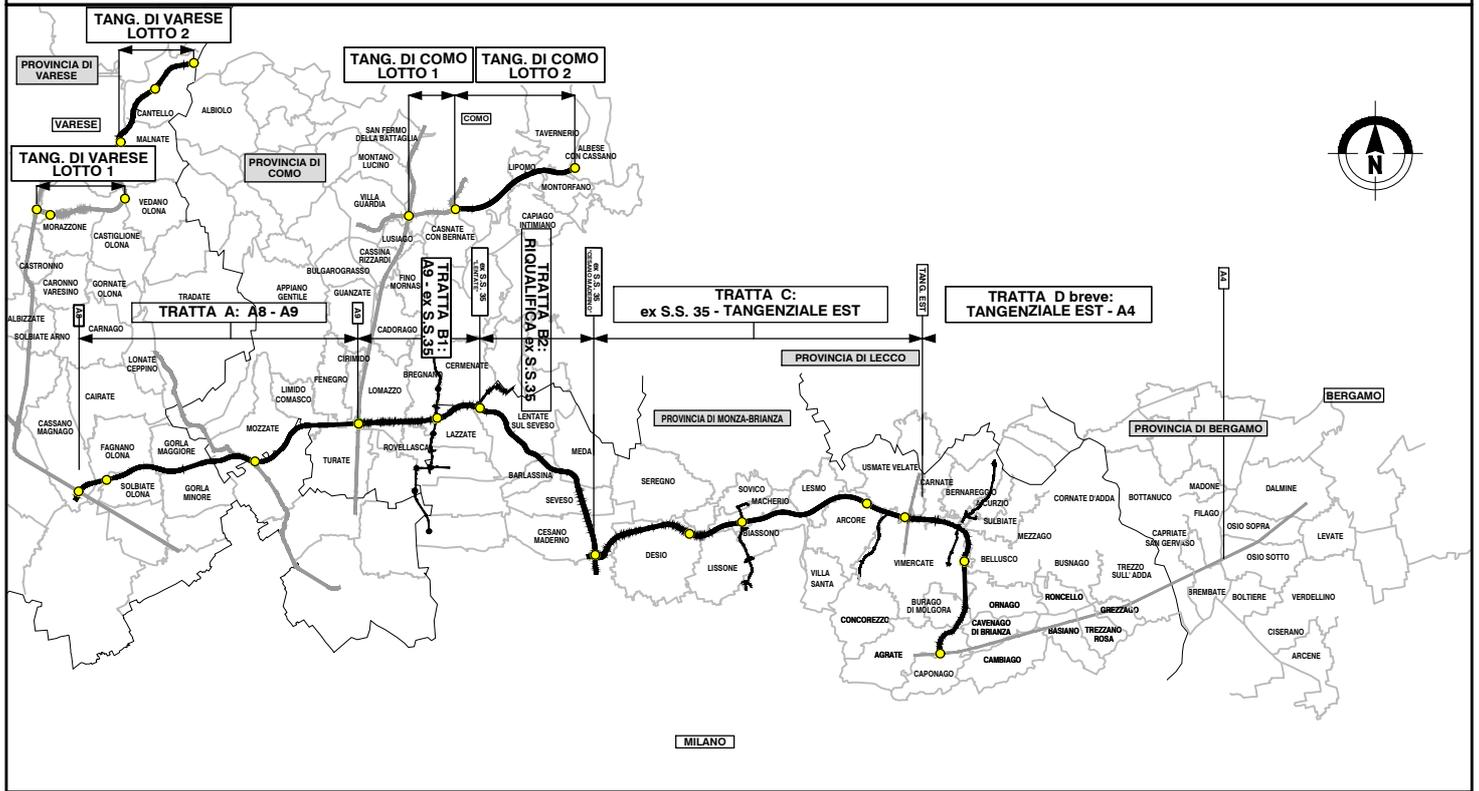 TANG. DI VARESE
LOTTO 2
PROVINCIA DI
VARESE
CANTELLO
ALBIOLO
VARESE
MALNATE
TANG. DI VARESE
LOTTO 1
VEDANO
OLONA
MORAZZONE
CASTIGLIONE
OLONA
PROVINCIA DI
COMO
TANG. DI COMO
LOTTO 1
TANG. DI COMO
LOTTO 2
COMO
SAN FERMO
DELLA BATTAGLIA
MONTANO
LUCINO
VILLA
GUARDIA
TAVERNERIO
ALBESE
CON CASSANO
LIPOMO
MONTORFANO
CAPIAGO
INTIMIANO
CASNATE
CON BERNATE
LUSIAGO
CASSINA
RIZZARDI
BULGAROGRASSO
FINO
MORNAS
CASTRONNO
CARONNO
VARESINO
GORNATE
OLONA
TRADATE
APPIANO
GENTILE
GUANZATE
ALBIZZATE
SOLBIATE ARNO
CARNAGO
A8
TRATTA A: A8 - A9
A9
CADORAGO
TRATTA B1:
A9 - ex S.S.35
ex S.S. 35
"LENTATE"
TRATTA B2:
RIQUALIFICA ex S.S.35
ex S.S. 35
"CESANO MADERNO"
TRATTA C:
ex S.S. 35 - TANGENZIALE EST
TANG. EST
TRATTA D breve:
TANGENZIALE EST - A4
A4
N
PROVINCIA DI LECCO
PROVINCIA DI MONZA-BRIANZA
PROVINCIA DI BERGAMO
BERGAMO
LONATE
CEPPINO
CIRIMIDO
FENEGRO
LIMIDO
COMASCO
LOMAZZO
BREGNANO
CERMENATE
CAIRATE
CASSANO
MAGNAGO
FAGNANO
OLONA
GORLA
MAGGIORE
MOZZATE
TURATE
ROVELLASCA
LAZZATE
LENTATE
SUL SEVESO
SOLBIATE
OLONA
GORLA
MINORE
BARLASSINA
MEDA
SEVESO
CESANO
MADERNO
SEREGNO
DESIO
LISSONE
SOVICO
MACHERIO
BIASSONO
LESMO
ARCORE
USMATE VELATE
CARNATE
BERNAREGGIO
SULBIATE
MEZZAGO
CORNATE D'ADDA
BOTTANUCO
MADONE
FILAGO
DALMINE
CAPRIATE
SAN GERVASO
OSIO SOPRA
OSIO SOTTO
LEVATE
VILLA
SANTA
VIMERCATE
BELLUSCO
BUSNAGO
TREZZO
SULL' ADDA
BREMBATE
BOLTIERE
VERDELLINO
BURAGO
DI MOLGORA
ORNAGO
RONCELLO
GREZZAGO
CONCOREZZO
CAVENAGO
DI BRIANZA
BASIANO
TREZZANO
ROSA
CISERANO
ARCENE
AGRATE
CAMBIAGO
CAPONAGO
MILANO